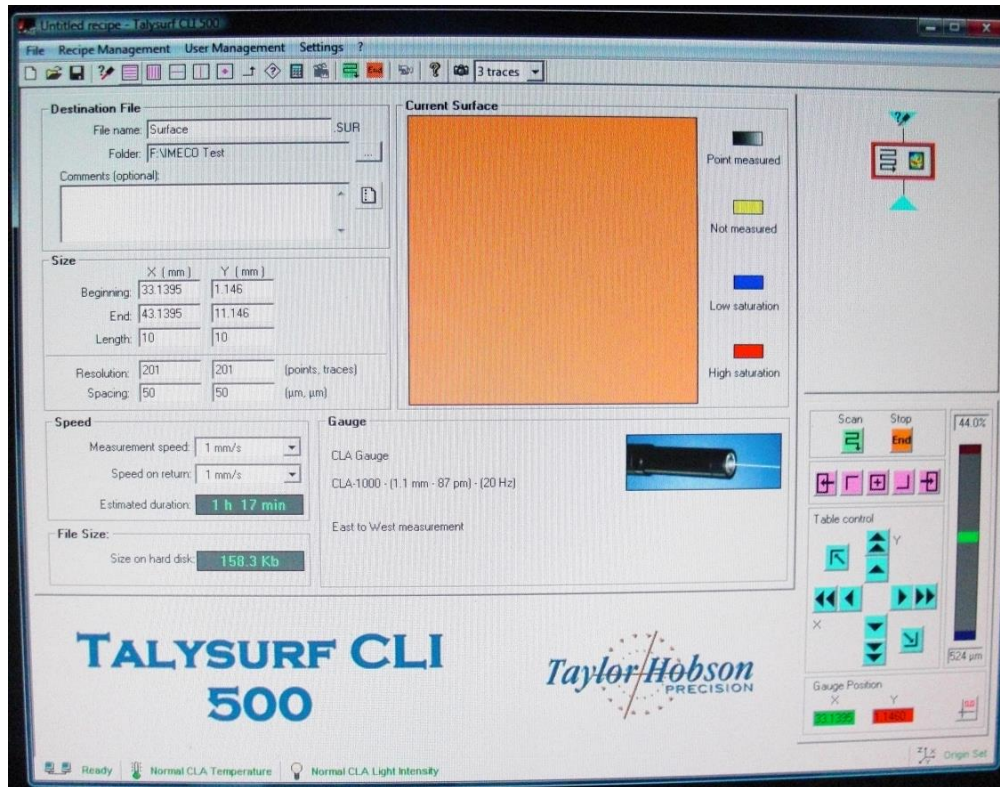 Untitled recipe - Talysurf CLI 500
File Recipe Management User Management Settings ?
End 3 traces
Destination File
File name: Surface .SUR
Folder: F:\IMECO Test ...
Comments (optional):
Size
X ( mm ) Y ( mm )
Beginning: 33.1395 1.146
End: 43.1395 11.146
Length: 10 10
Resolution: 201 201 (points, traces)
Spacing: 50 50 (µm, µm)
Speed
Measurement speed: 1 mm/s
Speed on return: 1 mm/s
Estimated duration: 1 h 17 min
File Size:
Size on hard disk: 158.3 Kb
Current Surface
Point measured
Not measured
Low saturation
High saturation
Gauge
CLA Gauge
CLA-1000 - (1.1 mm - 87 pm) - (20 Hz)
East to West measurement
Scan Stop
End
44.0%
Table control
Y
X
524 µm
Gauge Position
X Y
33.1395 1.1460
TALYSURF CLI
500
Taylor Hobson
PRECISION
Ready Normal CLA Temperature Normal CLA Light Intensity
Origin Set